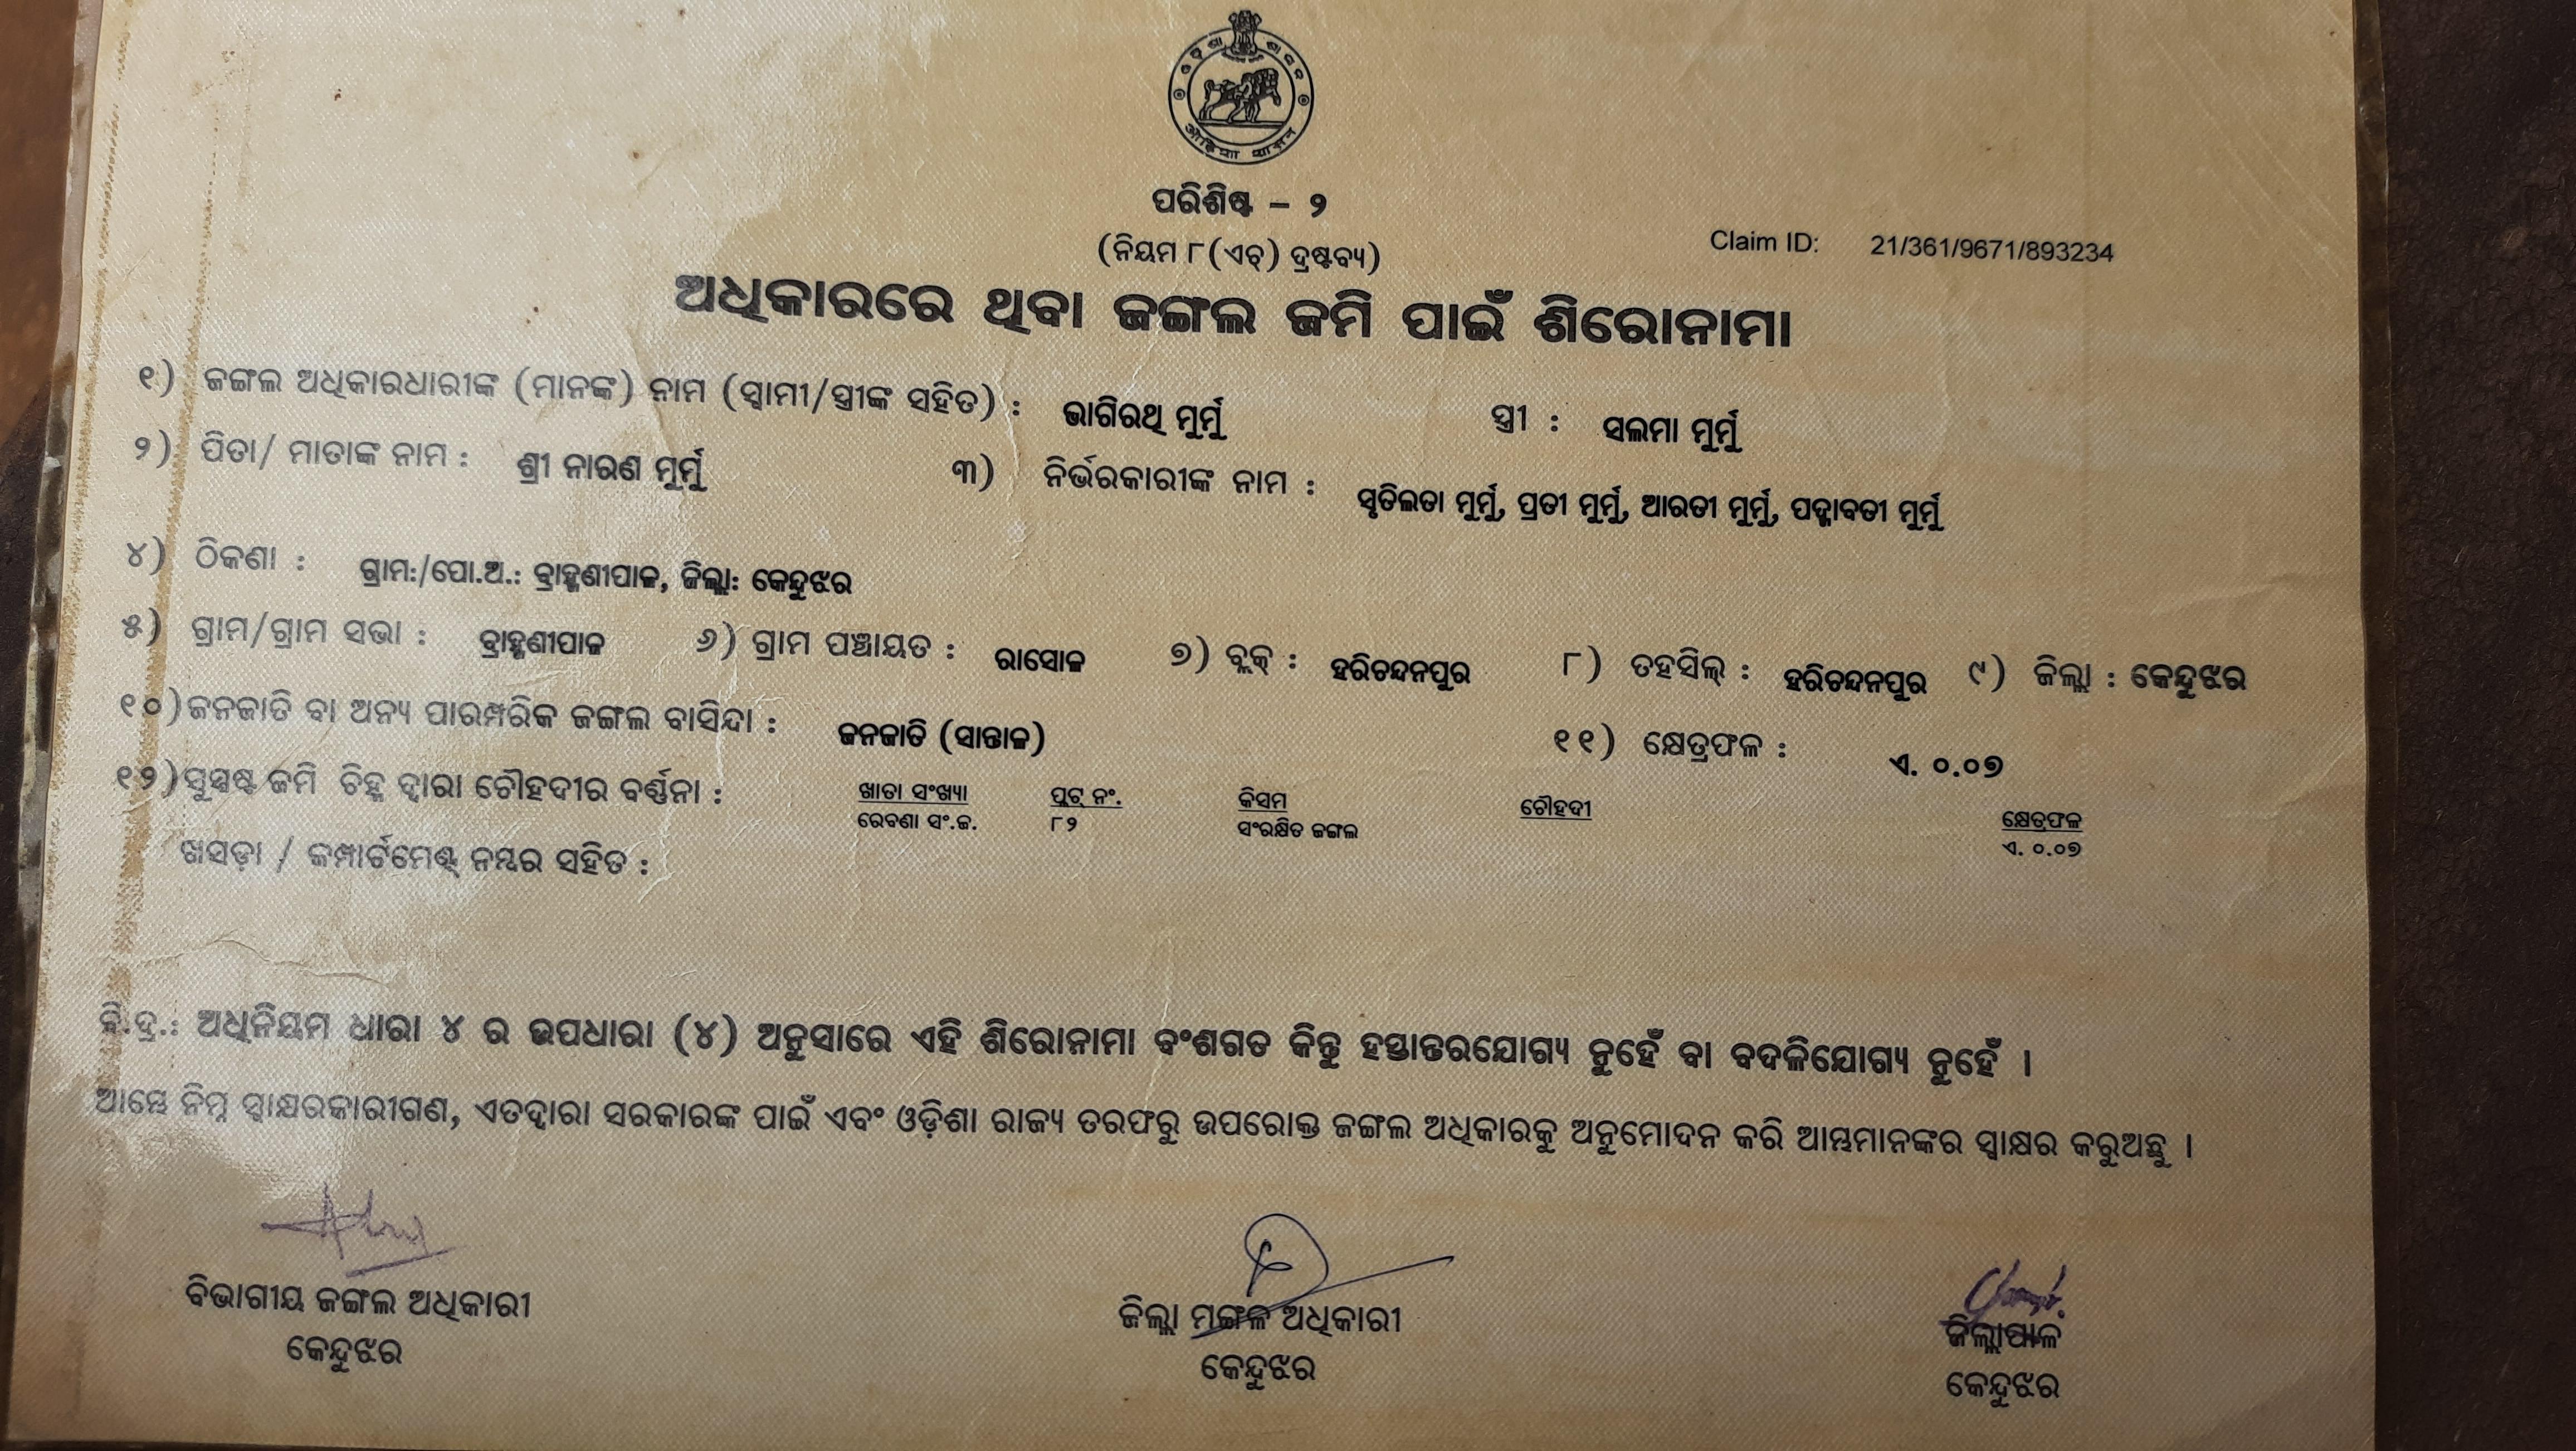 ଓଡ଼ିଶା ଶାସନ
ओड़िशा शासन
ପରିଶିଷ୍ଟ – ୨
(ନିୟମ ୮(ଏଚ୍) ଦ୍ରଷ୍ଟବ୍ୟ)
Claim ID: 21/361/9671/893234
ଅଧିକାରରେ ଥିବା ଜଙ୍ଗଲ ଜମି ପାଇଁ ଶିରୋନାମା
୧) ଜଙ୍ଗଲ ଅଧିକାରଧାରୀଙ୍କ (ମାନଙ୍କ) ନାମ (ସ୍ୱାମୀ/ସ୍ତ୍ରୀଙ୍କ ସହିତ) : ଭାଗିରଥି ମୁର୍ମୁ ସ୍ତ୍ରୀ : ସଲମା ମୁର୍ମୁ
୨) ପିତା/ ମାତାଙ୍କ ନାମ : ଶ୍ରୀ ନାରଣ ମୁର୍ମୁ ୩) ନିର୍ଭରକାରୀଙ୍କ ନାମ : ସୃତିଲତା ମୁର୍ମୁ, ପ୍ରତୀ ମୁର୍ମୁ, ଆରତୀ ମୁର୍ମୁ, ପଦ୍ମାବତୀ ମୁର୍ମୁ
୪) ଠିକଣା : ଗ୍ରାମ:/ପୋ.ଅ.: ବ୍ରାହ୍ମଣୀପାଳ, ଜିଲ୍ଲା: କେନ୍ଦୁଝର
୫) ଗ୍ରାମ/ଗ୍ରାମ ସଭା : ବ୍ରାହ୍ମଣୀପାଳ ୬) ଗ୍ରାମ ପଞ୍ଚାୟତ : ରାସୋଳ ୭) ବ୍ଲକ୍ : ହରିଚନ୍ଦନପୁର ୮) ତହସିଲ୍ : ହରିଚନ୍ଦନପୁର ୯) ଜିଲ୍ଲା : କେନ୍ଦୁଝର
୧୦)ଜନଜାତି ବା ଅନ୍ୟ ପାରମ୍ପରିକ ଜଙ୍ଗଲ ବାସିନ୍ଦା : ଜନଜାତି (ସାନ୍ତାଳ) ୧୧) କ୍ଷେତ୍ରଫଳ : ଏ. ୦.୦୭
୧୨)ସୁସ୍ପଷ୍ଟ ଜମି ଚିହ୍ନ ଦ୍ୱାରା ଚୌହଦୀର ବର୍ଣ୍ଣନା : ଖାତା ସଂଖ୍ୟା ପ୍ଲଟ୍ ନଂ. କିସମ ଚୌହଦୀ କ୍ଷେତ୍ରଫଳ
ରେବଣା ସଂ.ଜ. ୮୨ ସଂରକ୍ଷିତ ଜଙ୍ଗଲ ଏ. ୦.୦୭
ଖସଡ଼ା / କମ୍ପାର୍ଟମେଣ୍ଟ୍ ନମ୍ବର ସହିତ :
ବି.ଦ୍ର.: ଅଧିନିୟମ ଧାରା ୪ ର ଉପଧାରା (୪) ଅନୁସାରେ ଏହି ଶିରୋନାମା ବଂଶଗତ କିନ୍ତୁ ହସ୍ତାନ୍ତରଯୋଗ୍ୟ ନୁହେଁ ବା ବଦଳିଯୋଗ୍ୟ ନୁହେଁ ।
ଆମ୍ଭେ ନିମ୍ନ ସ୍ୱାକ୍ଷରକାରୀଗଣ, ଏତଦ୍ୱାରା ସରକାରଙ୍କ ପାଇଁ ଏବଂ ଓଡ଼ିଶା ରାଜ୍ୟ ତରଫରୁ ଉପରୋକ୍ତ ଜଙ୍ଗଲ ଅଧିକାରକୁ ଅନୁମୋଦନ କରି ଆମ୍ଭମାନଙ୍କର ସ୍ୱାକ୍ଷର କରୁଅଛୁ ।
ବିଭାଗୀୟ ଜଙ୍ଗଲ ଅଧିକାରୀ
କେନ୍ଦୁଝର
ଜିଲ୍ଲା ମଙ୍ଗଳ ଅଧିକାରୀ
କେନ୍ଦୁଝର
ଜିଲ୍ଲାପାଳ
କେନ୍ଦୁଝର